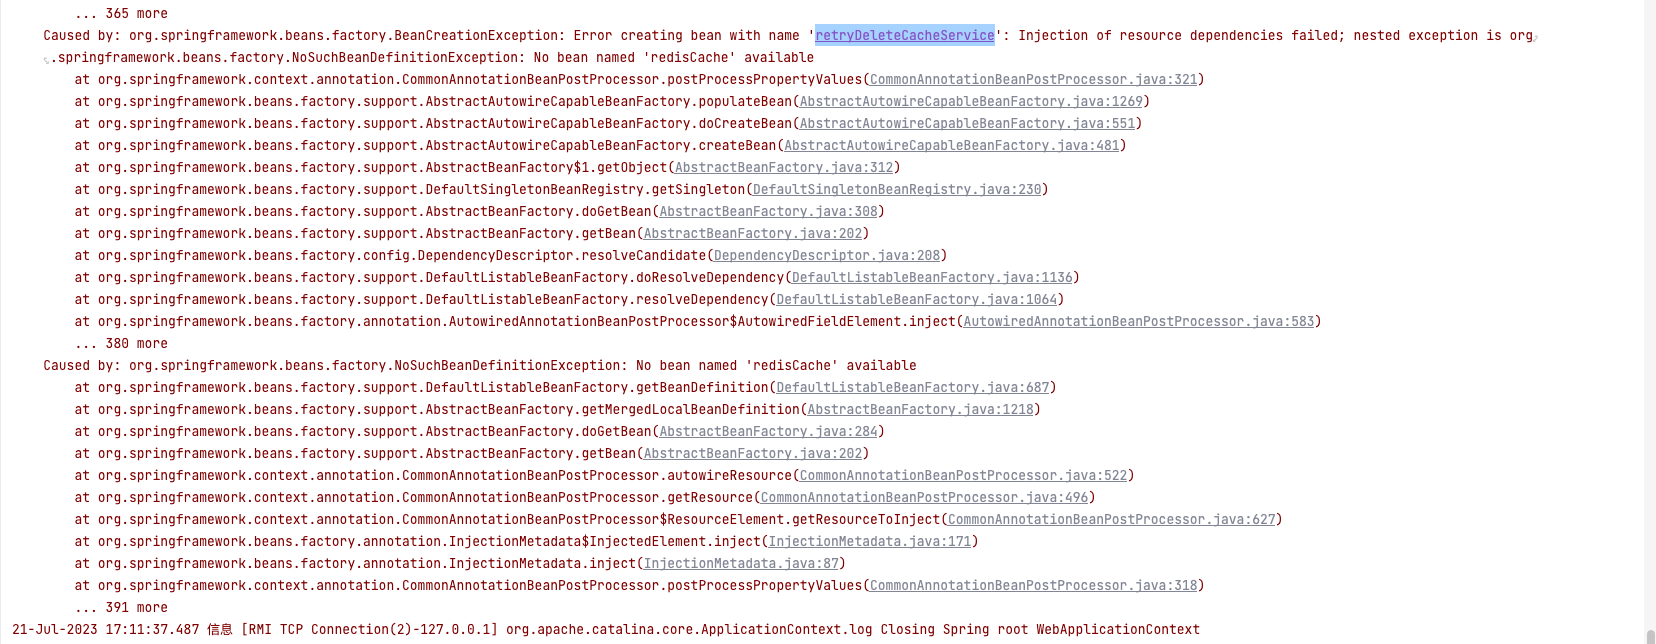 ... 365 more
Caused by: org.springframework.beans.factory.BeanCreationException: Error creating bean with name 'retryDeleteCacheService': Injection of resource dependencies failed; nested exception is org
.springframework.beans.factory.NoSuchBeanDefinitionException: No bean named 'redisCache' available
at org.springframework.context.annotation.CommonAnnotationBeanPostProcessor.postProcessPropertyValues(CommonAnnotationBeanPostProcessor.java:321)
at org.springframework.beans.factory.support.AbstractAutowireCapableBeanFactory.populateBean(AbstractAutowireCapableBeanFactory.java:1269)
at org.springframework.beans.factory.support.AbstractAutowireCapableBeanFactory.doCreateBean(AbstractAutowireCapableBeanFactory.java:551)
at org.springframework.beans.factory.support.AbstractAutowireCapableBeanFactory.createBean(AbstractAutowireCapableBeanFactory.java:481)
at org.springframework.beans.factory.support.AbstractBeanFactory$1.getObject(AbstractBeanFactory.java:312)
at org.springframework.beans.factory.support.DefaultSingletonBeanRegistry.getSingleton(DefaultSingletonBeanRegistry.java:230)
at org.springframework.beans.factory.support.AbstractBeanFactory.doGetBean(AbstractBeanFactory.java:308)
at org.springframework.beans.factory.support.AbstractBeanFactory.getBean(AbstractBeanFactory.java:202)
at org.springframework.beans.factory.config.DependencyDescriptor.resolveCandidate(DependencyDescriptor.java:208)
at org.springframework.beans.factory.support.DefaultListableBeanFactory.doResolveDependency(DefaultListableBeanFactory.java:1136)
at org.springframework.beans.factory.support.DefaultListableBeanFactory.resolveDependency(DefaultListableBeanFactory.java:1064)
at org.springframework.beans.factory.annotation.AutowiredAnnotationBeanPostProcessor$AutowiredFieldElement.inject(AutowiredAnnotationBeanPostProcessor.java:583)
... 380 more
Caused by: org.springframework.beans.factory.NoSuchBeanDefinitionException: No bean named 'redisCache' available
at org.springframework.beans.factory.support.DefaultListableBeanFactory.getBeanDefinition(DefaultListableBeanFactory.java:687)
at org.springframework.beans.factory.support.AbstractBeanFactory.getMergedLocalBeanDefinition(AbstractBeanFactory.java:1218)
at org.springframework.beans.factory.support.AbstractBeanFactory.doGetBean(AbstractBeanFactory.java:284)
at org.springframework.beans.factory.support.AbstractBeanFactory.getBean(AbstractBeanFactory.java:202)
at org.springframework.context.annotation.CommonAnnotationBeanPostProcessor.autowireResource(CommonAnnotationBeanPostProcessor.java:522)
at org.springframework.context.annotation.CommonAnnotationBeanPostProcessor.getResource(CommonAnnotationBeanPostProcessor.java:496)
at org.springframework.context.annotation.CommonAnnotationBeanPostProcessor$ResourceElement.getResourceToInject(CommonAnnotationBeanPostProcessor.java:627)
at org.springframework.beans.factory.annotation.InjectionMetadata$InjectedElement.inject(InjectionMetadata.java:171)
at org.springframework.beans.factory.annotation.InjectionMetadata.inject(InjectionMetadata.java:87)
at org.springframework.context.annotation.CommonAnnotationBeanPostProcessor.postProcessPropertyValues(CommonAnnotationBeanPostProcessor.java:318)
... 391 more
21-Jul-2023 17:11:37.487 信息 [RMI TCP Connection(2)-127.0.0.1] org.apache.catalina.core.ApplicationContext.log Closing Spring root WebApplicationContext